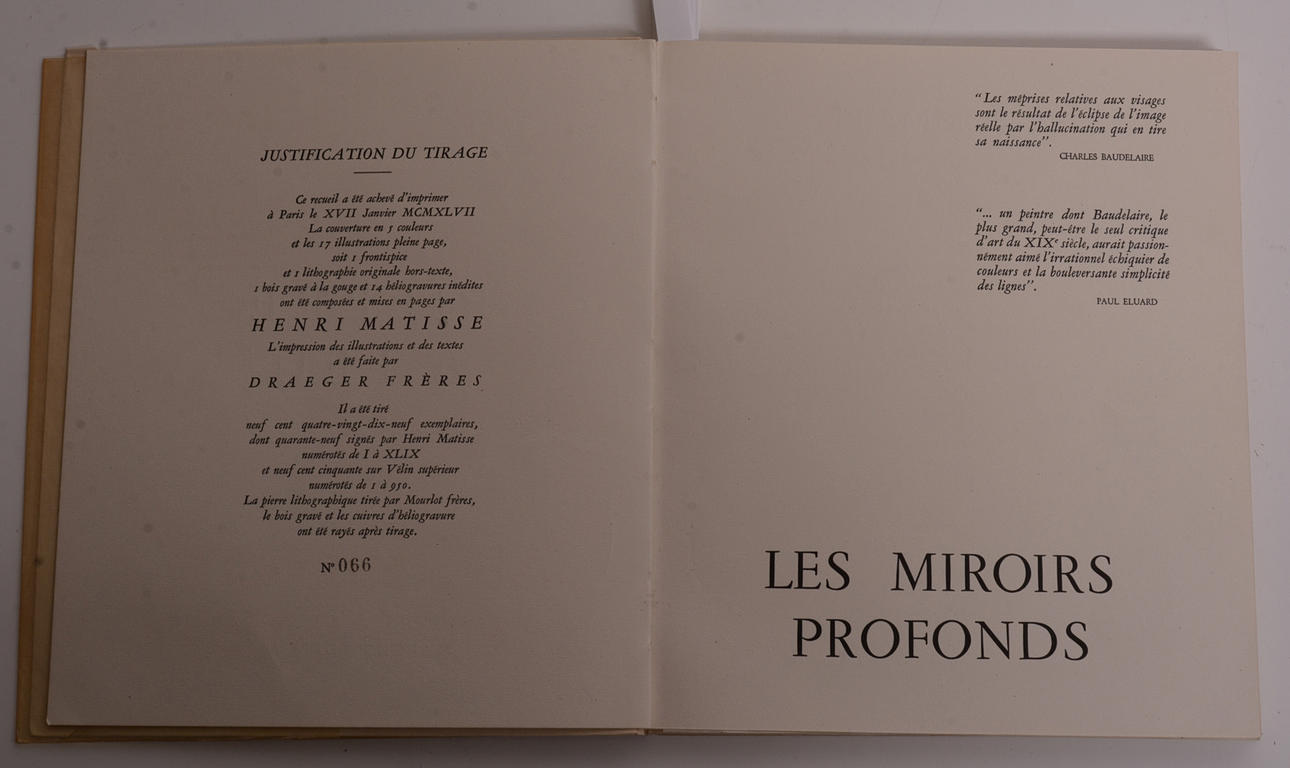 JUSTIFICATION DU TIRAGE
Ce recueil a été achevé d'imprimer
à Paris le XVII Janvier MCMXLVII
La couverture en 5 couleurs
et les 17 illustrations pleine page,
soit 1 frontispice
et 1 lithographie originale hors-texte,
1 bois gravé à la gouge et 14 héliogravures inédites
ont été composées et mises en pages par
HENRI MATISSE
L'impression des illustrations et des textes
a été faite par
DRAEGER FRÈRES
Il a été tiré
neuf cent quatre-vingt-dix-neuf exemplaires,
dont quarante-neuf signés par Henri Matisse
numérotés de I à XLIX
et neuf cent cinquante sur Vélin supérieur
numérotés de 1 à 950.
La pierre lithographique tirée par Mourlot frères,
le bois gravé et les cuivres d'héliogravure
ont été rayés après tirage.
Nº 066
“Les méprises relatives aux visages
sont le résultat de l'éclipse de l'image
réelle par l'hallucination qui en tire
sa naissance”.
CHARLES BAUDELAIRE
“... un peintre dont Baudelaire, le
plus grand, peut-être le seul critique
d'art du XIXᵉ siècle, aurait passion-
nément aimé l'irrationnel échiquier de
couleurs et la bouleversante simplicité
des lignes”.
PAUL ELUARD
LES MIROIRS
PROFONDS